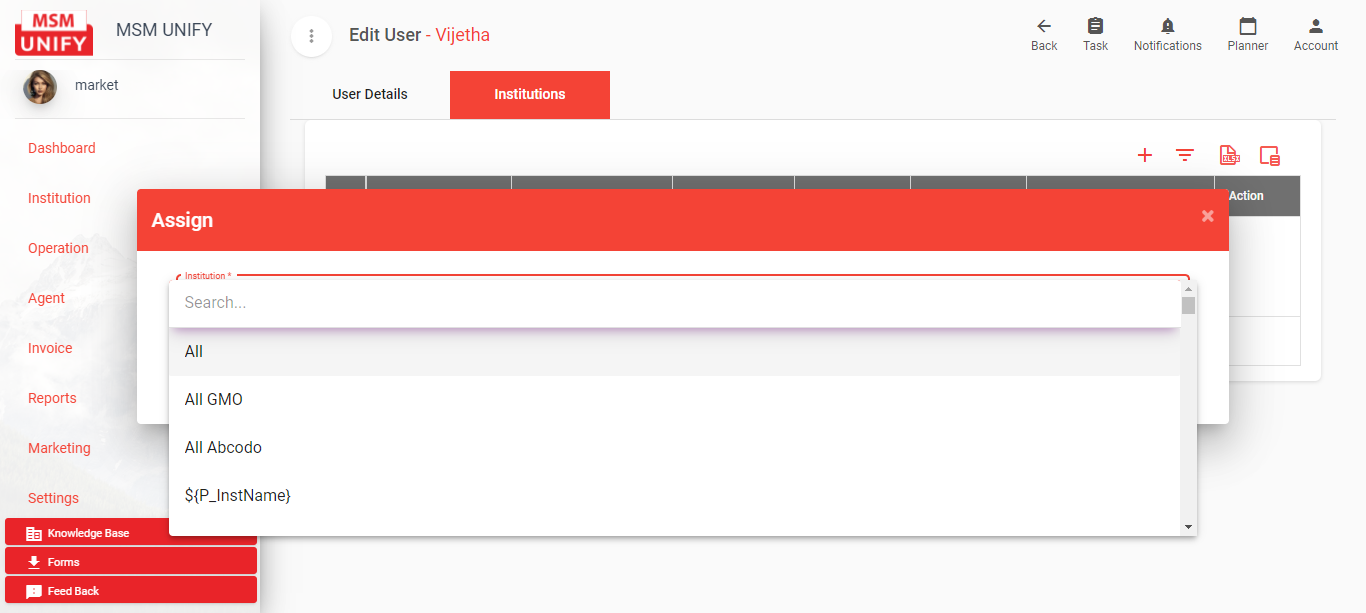 MSM
UNIFY
MSM UNIFY
market
Dashboard
Institution
Operation
Agent
Invoice
Reports
Marketing
Settings
Knowledge Base
Forms
Feed Back
Edit User - Vijetha
Back
Task
Notifications
Planner
Account
User Details
Institutions
XLSX
Action
Assign
×
Institution *
Search...
All
All GMO
All Abcodo
${P_InstName}